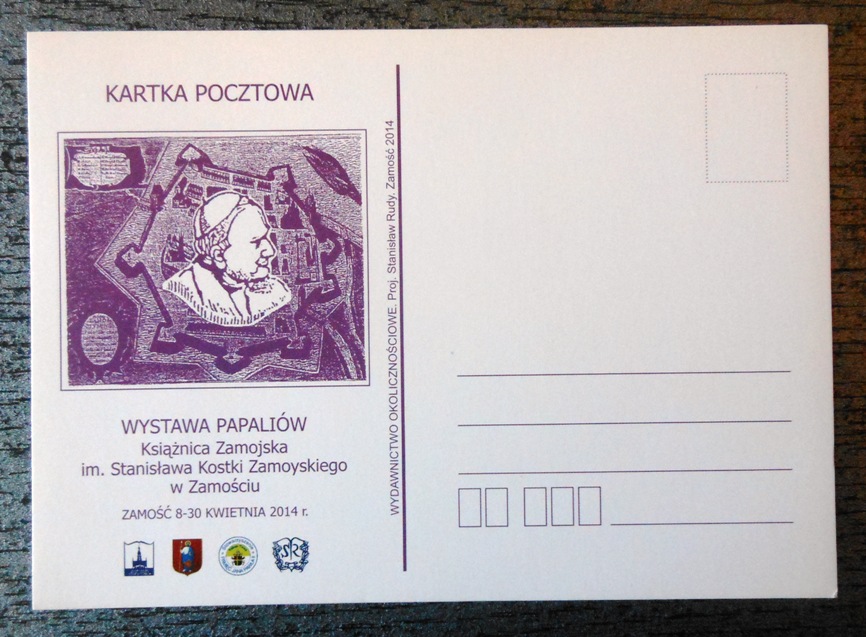 KARTKA POCZTOWA
WYSTAWA PAPALIÓW
Książnica Zamojska
im. Stanisława Kostki Zamoyskiego
w Zamościu
ZAMOŚĆ 8-30 KWIETNIA 2014 r.
WYDAWNICTWO OKOLICZNOŚCIOWE. Proj. Stanisław Rudy. Zamość 2014